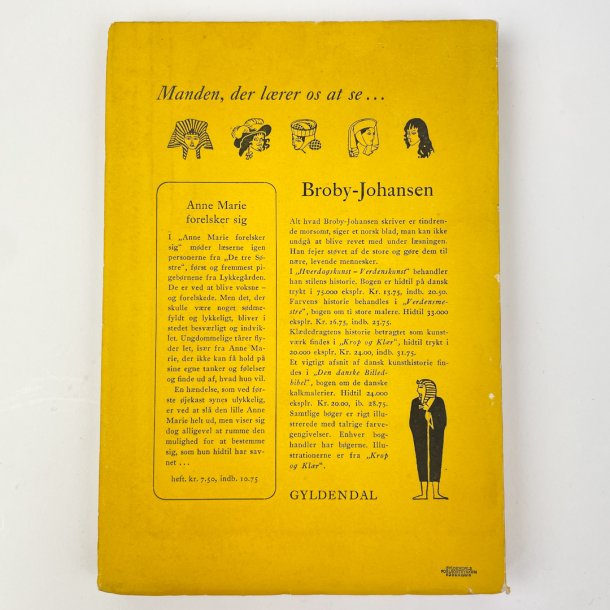 Manden, der lærer os at se...
Anne Marie
forelsker sig
I „Anne Marie forelsker
sig“ møder læserne igen
personerne fra „De tre Sø-
stre“, først og fremmest pi-
gebørnene fra Lykkegården.
De er ved at blive voksne –
og forelskede. Men det, der
skulle være noget sødme-
fyldt og lykkeligt, bliver i
stedet besværligt og indvik-
let. Ungdommelige tårer fly-
der let, især fra Anne Ma-
rie, der ikke kan få hold på
sine egne tanker og følelser
og finde ud af, hvad hun vil.
En hændelse, som ved før-
ste øjekast synes ulykkelig,
er ved at slå den lille Anne
Marie helt ud, men viser sig
dog alligevel at rumme den
mulighed for at bestemme
sig, som hun hidtil har sav-
net ...
heft. kr. 7.50, indb. 10.75
Broby-Johansen
Alt hvad Broby-Johansen skriver er tindren-
de morsomt, siger et norsk blad, man kan ikke
undgå at blive revet med under læsningen.
Han fejer støvet af de store og gøre dem til
nære, levende mennesker.
I „Hverdagskunst – Verdenskunst“ behandler
han stilens historie. Bogen er hidtil på dansk
trykt i 75.000 eksplr. Kr. 13.75, indb. 20.50.
Farvens historie behandles i „Verdensme-
stre“, bogen om ti store malere. Hidtil 33.000
eksplr. Kr. 16.75, indb. 23.75.
Klædedragtens historie betragtet som kunst-
værk findes i „Krop og Klær“, hidtil trykt i
20.000 eksplr. Kr. 24.00, indb. 31.75.
Et vigtigt afsnit af dansk kunsthistorie fin-
des i „Den danske Billed-
bibel“, bogen om de danske
kalkmalerier. Hidtil 24.000
eksplr. Kr. 20.00, ib. 28.75.
Samtlige bøger er rigt illu-
strerede med talrige farve-
gengivelser. Enhver bog-
handler har bøgerne. Illu-
strationerne er fra „Krop
og Klær“.
GYLDENDAL